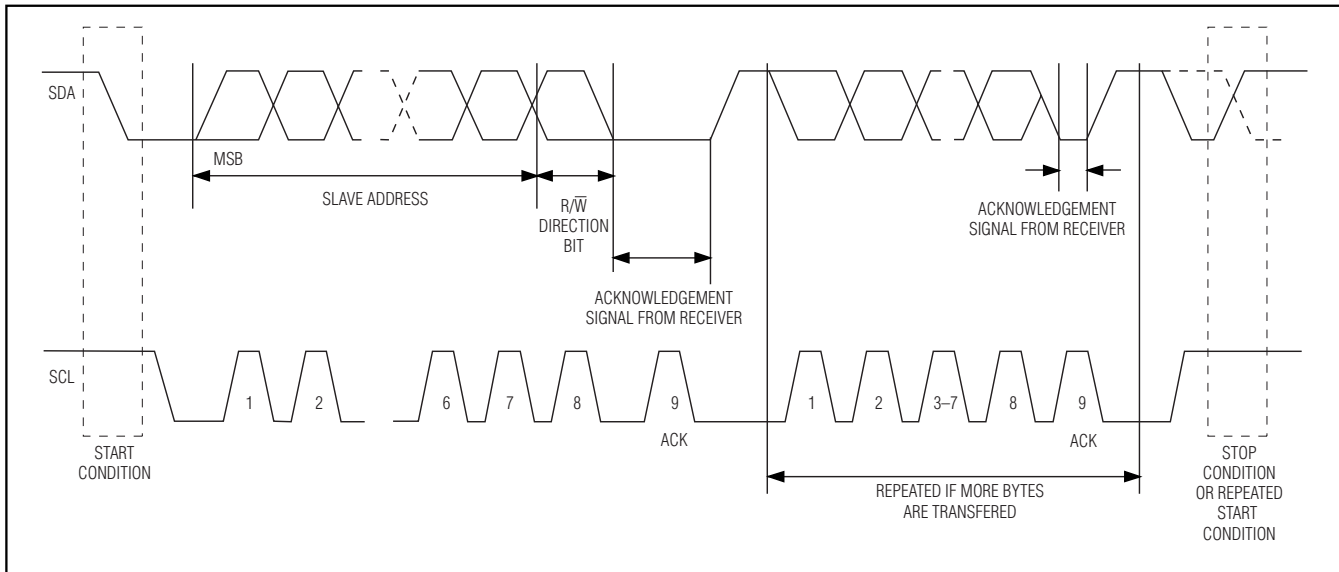 SDA
MSB
SLAVE ADDRESS
R/W̅
DIRECTION
BIT
ACKNOWLEDGEMENT
SIGNAL FROM RECEIVER
ACKNOWLEDGEMENT
SIGNAL FROM RECEIVER
SCL
1 2 6 7 8 9 1 2 3–7 8 9
ACK ACK
START
CONDITION
REPEATED IF MORE BYTES
ARE TRANSFERED
STOP
CONDITION
OR REPEATED
START
CONDITION